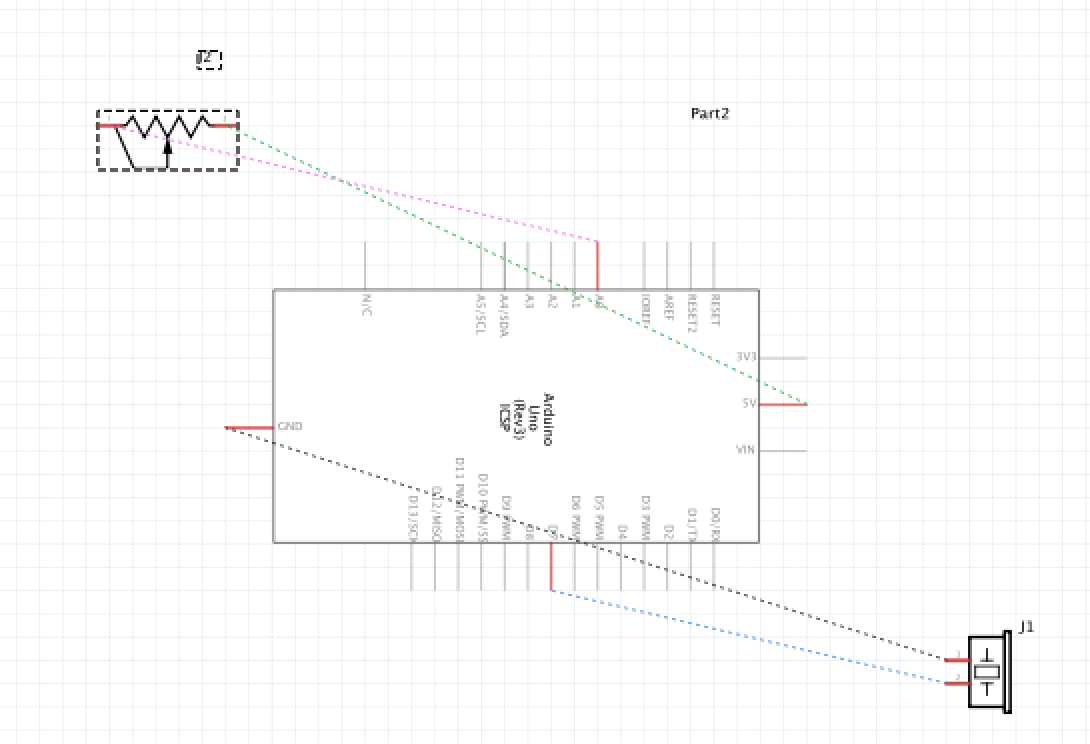 J2
Part2
1
2
N/C
A5/SCL
A4/SDA
A3
A2
A1
A0
IOREF
AREF
RESET2
RESET
3V3
5V
VIN
GND
Arduino
Uno
(Rev3)
ICSP
D13/SCK
D12/MISO
D11 PWM/MOSI
D10 PWM/SS
D9 PWM
D8
D7
D6 PWM
D5 PWM
D4
D3 PWM
D2
D1/TX
D0/RX
J1
1
2